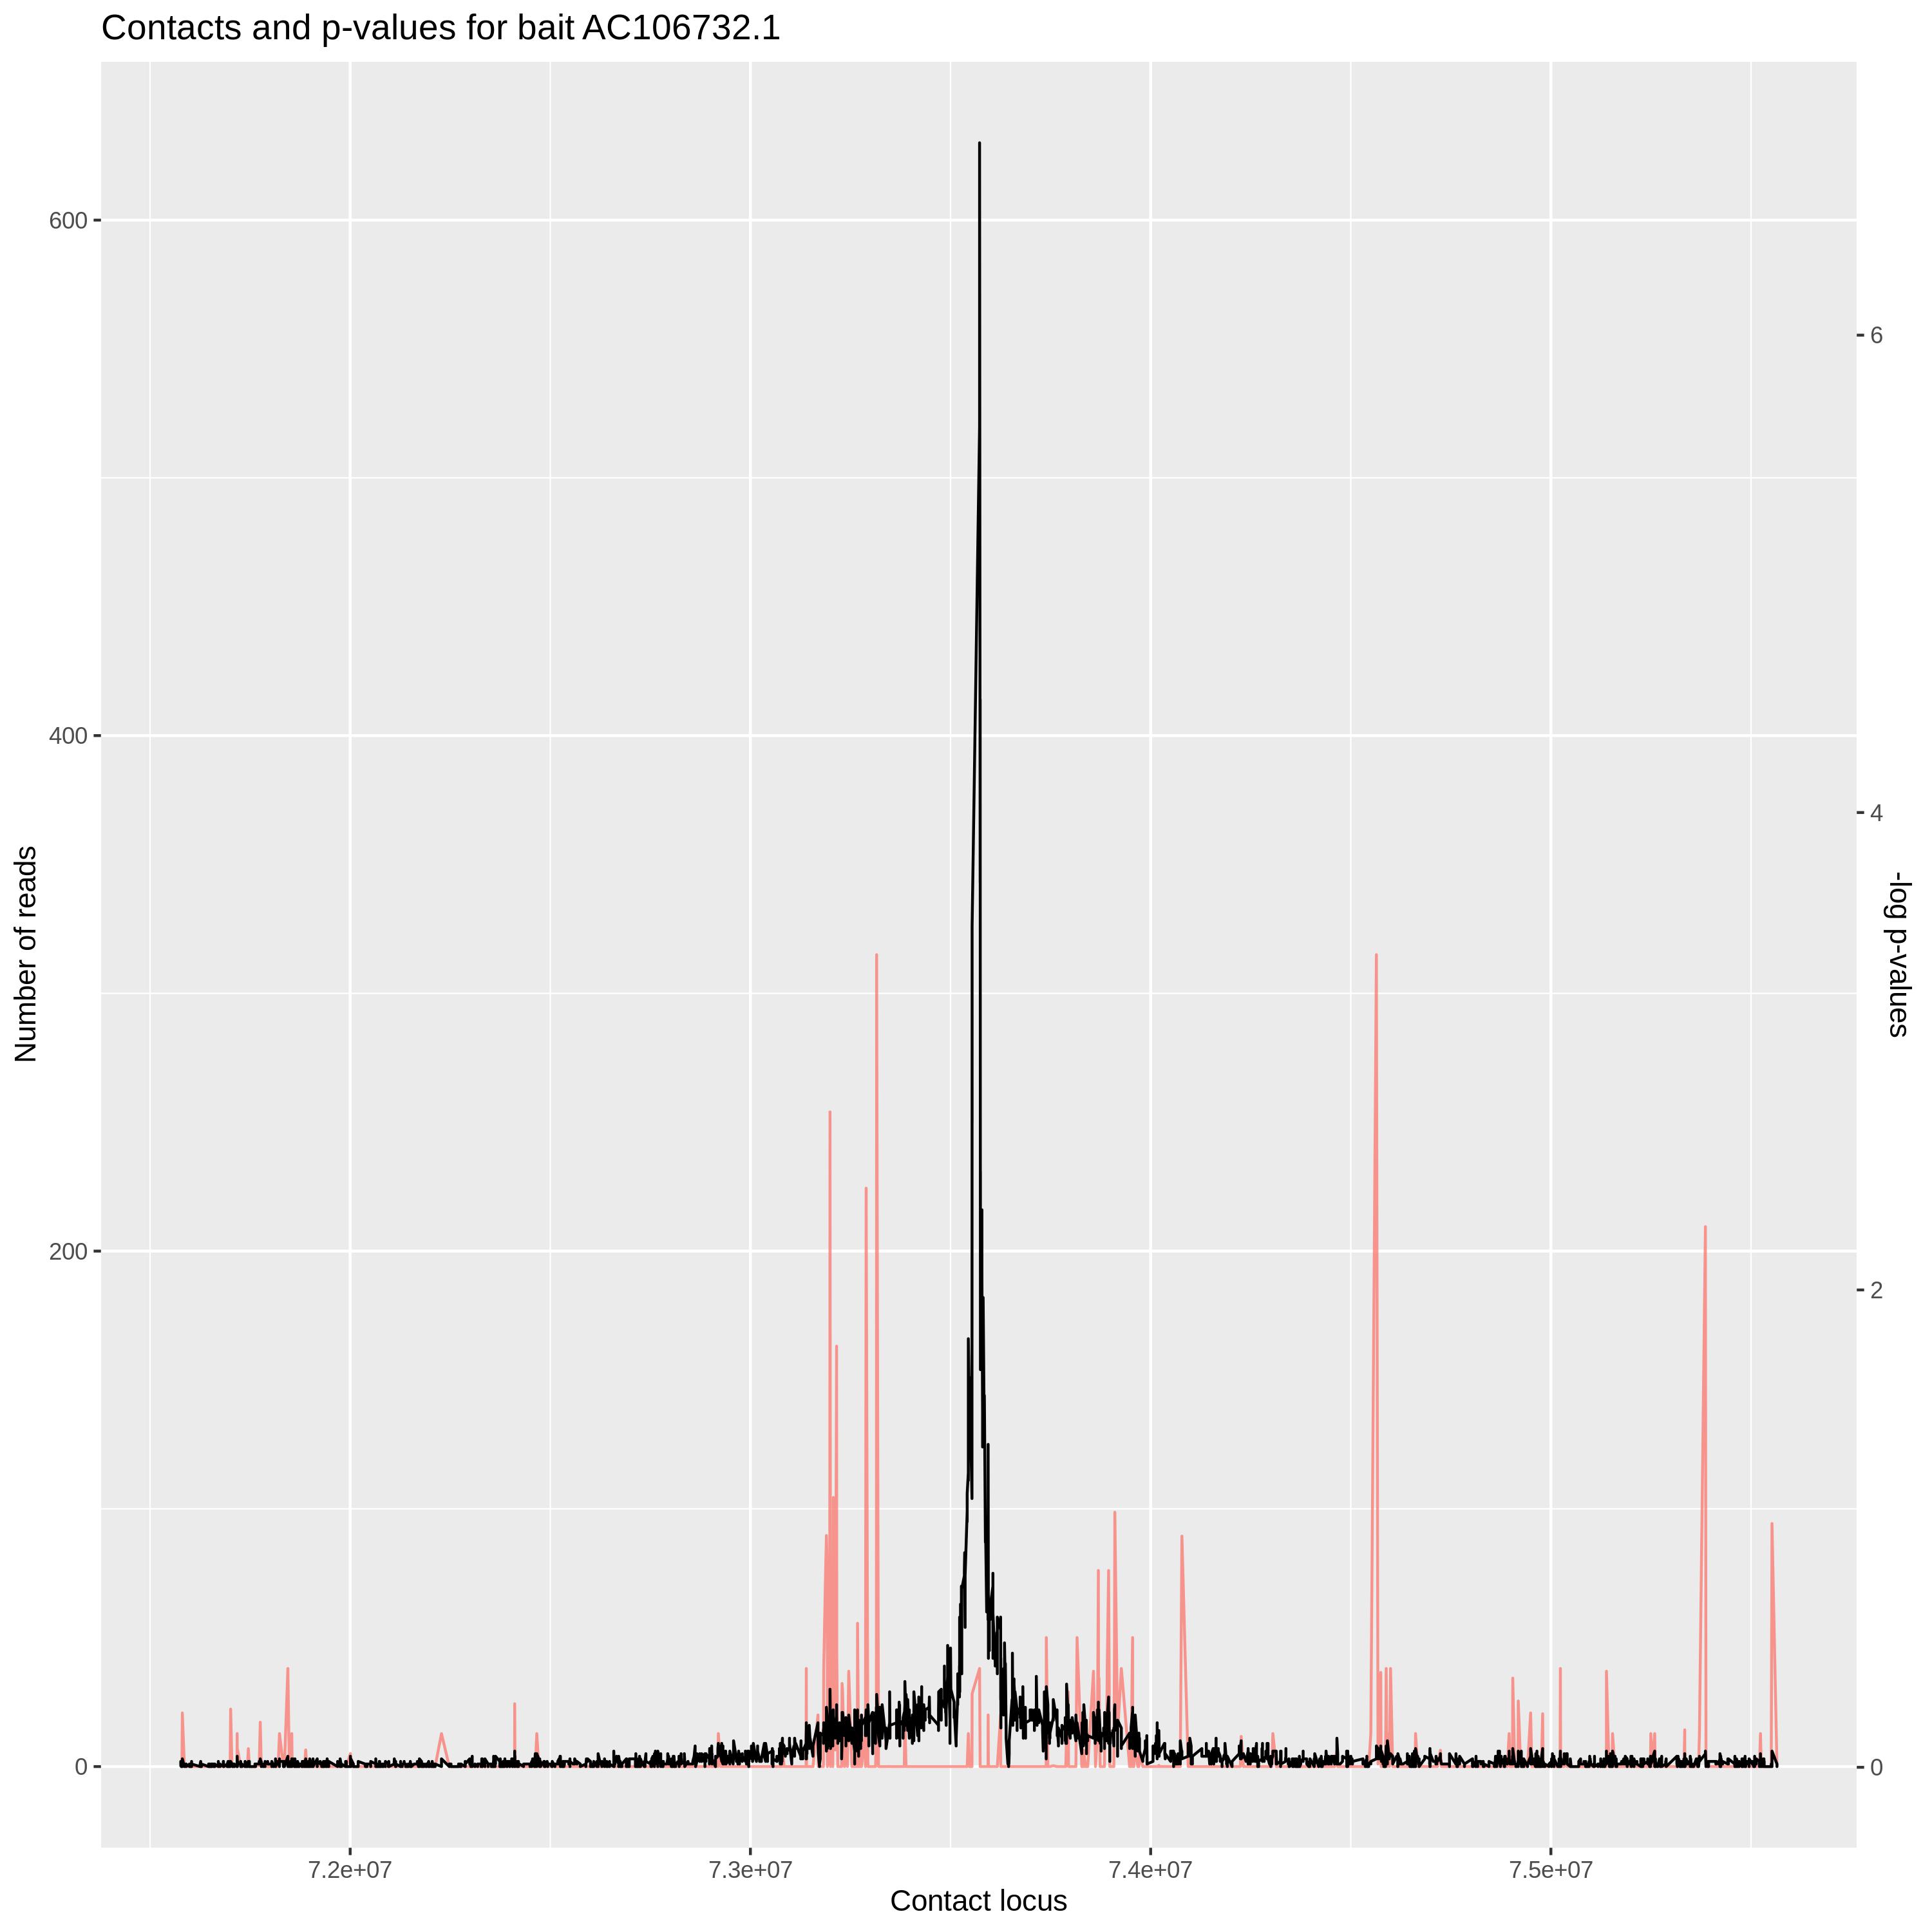 Contacts and p-values for bait AC106732.1
600
400
200
0
Number of reads
6
4
2
0
-log p-values
7.2e+07
7.3e+07
7.4e+07
7.5e+07
Contact locus